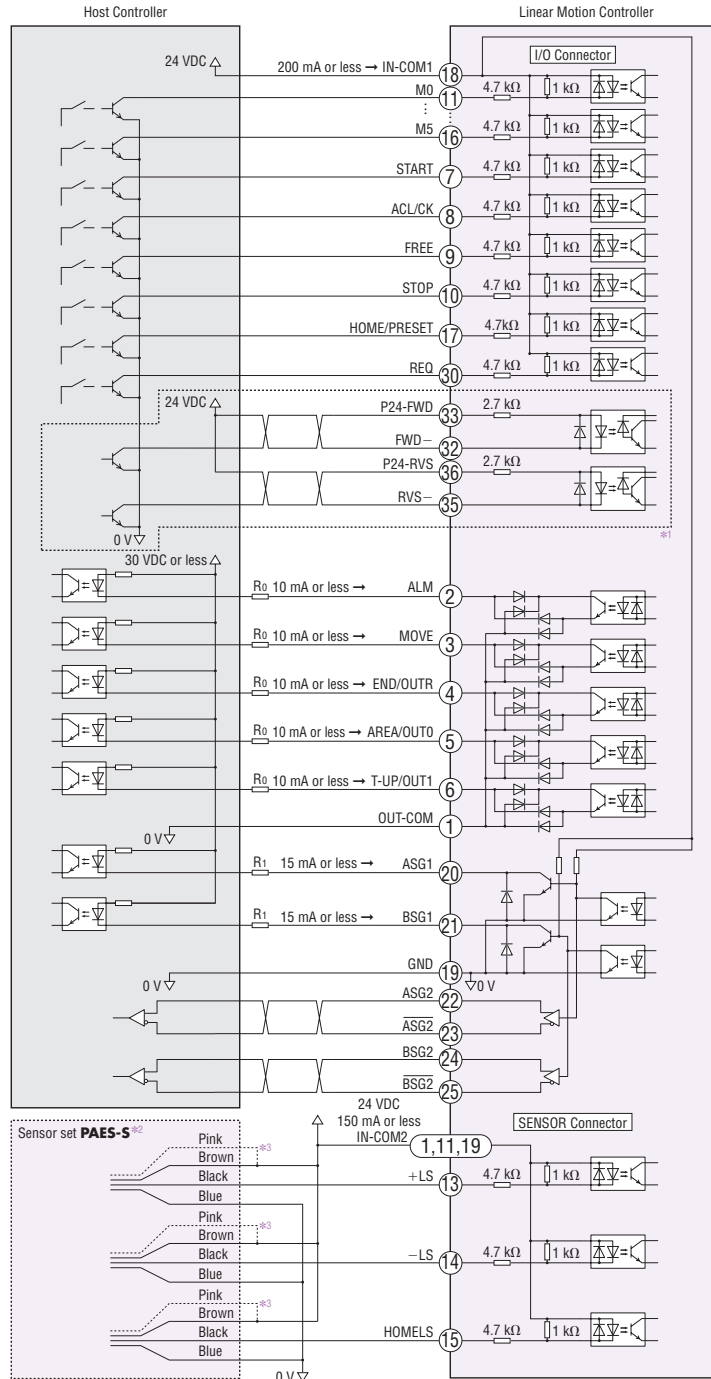 Host Controller
Linear Motion Controller
I/O Connector
24 VDC
200 mA or less → IN-COM1
18
M0
11
4.7 kΩ
1 kΩ
M5
16
4.7 kΩ
1 kΩ
START
7
4.7 kΩ
1 kΩ
ACL/CK
8
4.7 kΩ
1 kΩ
FREE
9
4.7 kΩ
1 kΩ
STOP
10
4.7 kΩ
1 kΩ
HOME/PRESET
17
4.7kΩ
1 kΩ
REQ
30
4.7 kΩ
1 kΩ
24 VDC
P24-FWD
33
2.7 kΩ
FWD−
32
P24-RVS
36
2.7 kΩ
RVS−
35
0 V
*1
30 VDC or less
R0 10 mA or less → ALM
2
R0 10 mA or less → MOVE
3
R0 10 mA or less → END/OUTR
4
R0 10 mA or less → AREA/OUT0
5
R0 10 mA or less → T-UP/OUT1
6
OUT-COM
1
0 V
R1 15 mA or less → ASG1
20
R1 15 mA or less → BSG1
21
GND
19
0 V
0 V
ASG2
22
ASG2
23
BSG2
24
BSG2
25
24 VDC
150 mA or less
IN-COM2
1,11,19
SENSOR Connector
Sensor set PAES-S*2
Pink
*3
Brown
Black
+LS
13
4.7 kΩ
1 kΩ
Blue
Pink
*3
Brown
Black
−LS
14
4.7 kΩ
1 kΩ
Blue
Pink
*3
Brown
Black
HOMELS
15
4.7 kΩ
1 kΩ
Blue
0 V